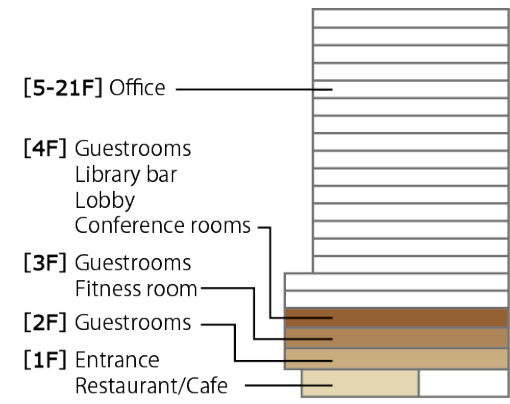 [5-21F] Office
[4F] Guestrooms
Library bar
Lobby
Conference rooms
[3F] Guestrooms
Fitness room
[2F] Guestrooms
[1F] Entrance
Restaurant/Cafe